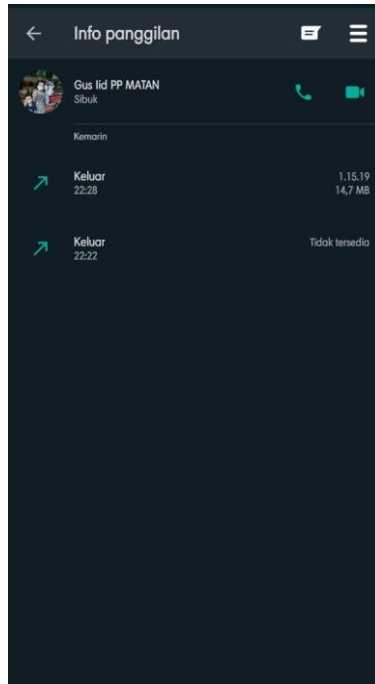 Info panggilan
Gus Iid PP MATAN
Sibuk
Kemarin
Keluar
1.15.19
22:28
14,7 MB
Keluar
Tidak tersedia
22:22